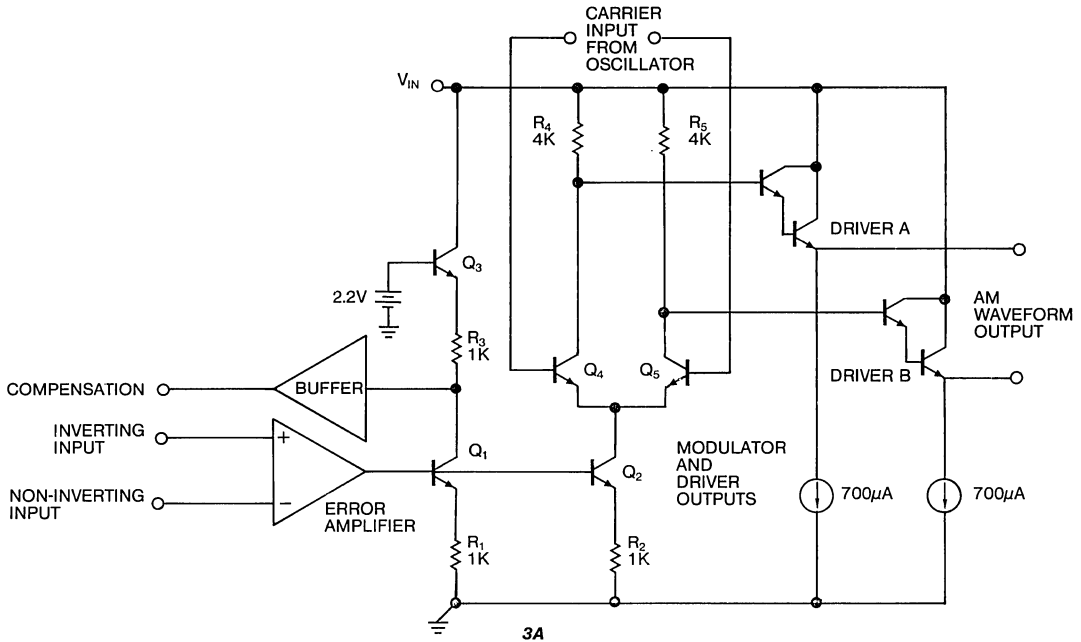 CARRIER
INPUT
FROM
OSCILLATOR
V_IN
R4
4K
R5
4K
DRIVER A
Q3
2.2V
R3
1K
AM
WAVEFORM
OUTPUT
Q4
Q5
DRIVER B
COMPENSATION
BUFFER
INVERTING
INPUT
+
Q1
Q2
MODULATOR
AND
DRIVER
OUTPUTS
NON-INVERTING
INPUT
−
ERROR
AMPLIFIER
700µA
700µA
R1
1K
R2
1K
3A